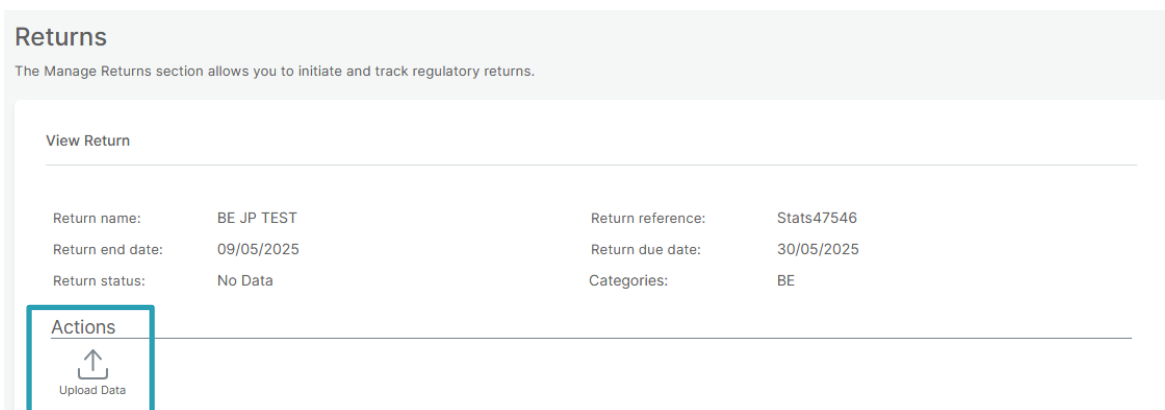 Returns
The Manage Returns section allows you to initiate and track regulatory returns.
View Return
Return name: BE JP TEST Return reference: Stats47546
Return end date: 09/05/2025 Return due date: 30/05/2025
Return status: No Data Categories: BE
Actions
Upload Data